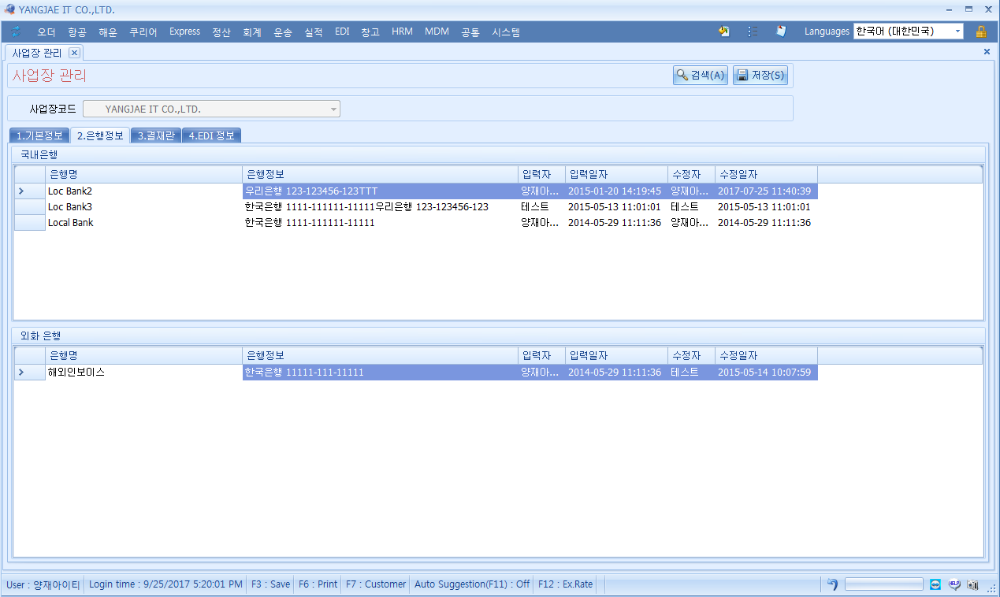 YANGJAE IT CO.,LTD.
오더 항공 해운 쿠리어 Express 정산 회계 운송 실적 EDI 창고 HRM MDM 공통 시스템 Languages 한국어 (대한민국)
사업장 관리
사업장 관리 검색(A) 저장(S)
사업장코드 YANGJAE IT CO.,LTD.
1.기본정보 2.은행정보 3.결재란 4.EDI 정보
국내은행
은행명 은행정보 입력자 입력일자 수정자 수정일자
Loc Bank2 우리은행 123-123456-123TTT 양재아... 2015-01-20 14:19:45 양재아... 2017-07-25 11:40:39
Loc Bank3 한국은행 1111-111111-11111우리은행 123-123456-123 테스트 2015-05-13 11:01:01 테스트 2015-05-13 11:01:01
Local Bank 한국은행 1111-111111-11111 양재아... 2014-05-29 11:11:36 양재아... 2014-05-29 11:11:36
외화 은행
은행명 은행정보 입력자 입력일자 수정자 수정일자
해외인보이스 한국은행 11111-111-11111 양재아... 2014-05-29 11:11:36 테스트 2015-05-14 10:07:59
User : 양재아이티 Login time : 9/25/2017 5:20:01 PM F3 : Save F6 : Print F7 : Customer Auto Suggestion(F11) : Off F12 : Ex.Rate HELP